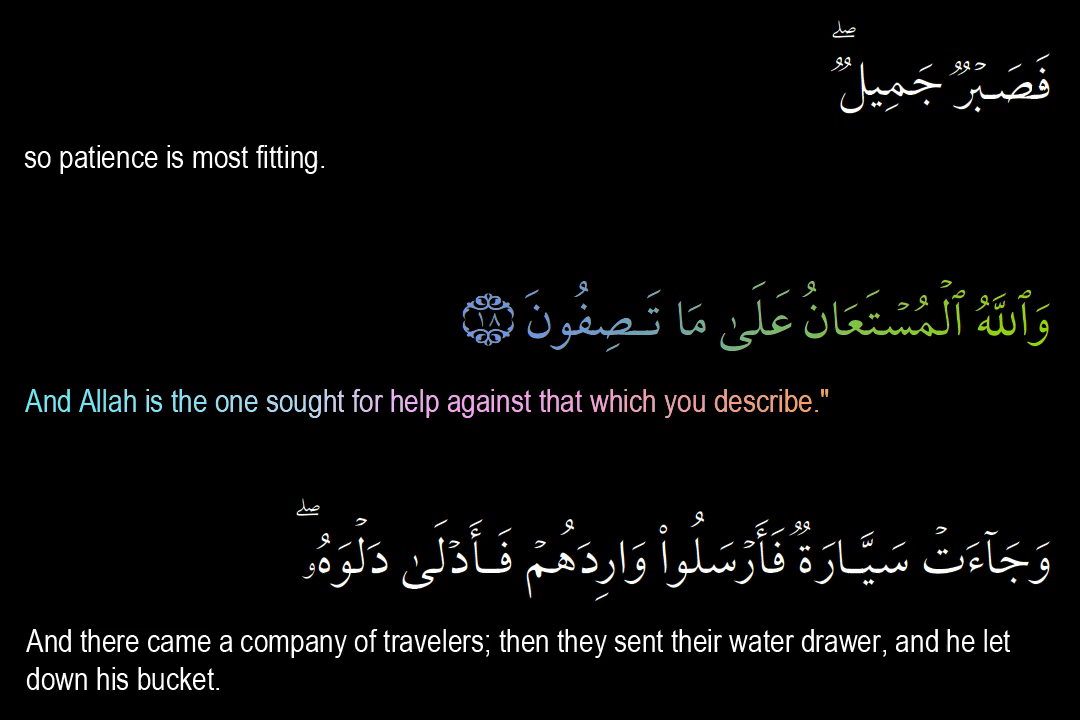 فَصَبۡرٞ جَمِيلٞۖ
so patience is most fitting.
وَٱللَّهُ ٱلۡمُسۡتَعَانُ عَلَىٰ مَا تَصِفُونَ ١٨
And Allah is the one sought for help against that which you describe."
وَجَآءَتۡ سَيَّارَةٞ فَأَرۡسَلُواْ وَارِدَهُمۡ فَأَدۡلَىٰ دَلۡوَهُۥۖ
And there came a company of travelers; then they sent their water drawer, and he let
down his bucket.